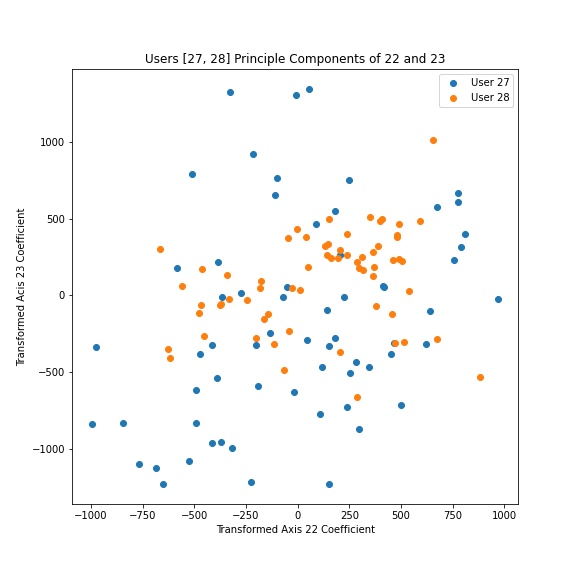 Users [27, 28] Principle Components of 22 and 23
User 27
User 28
1000
500
0
−500
−1000
Transformed Acis 23 Coefficient
−1000 −750 −500 −250 0 250 500 750 1000
Transformed Axis 22 Coefficient